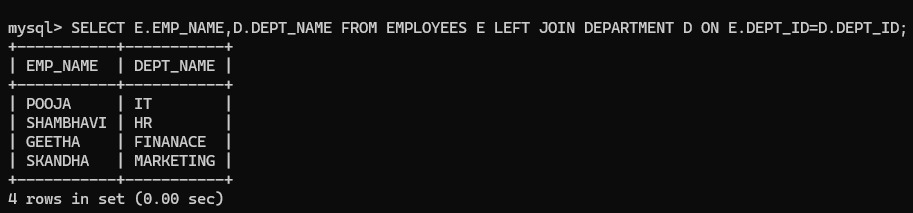 mysql> SELECT E.EMP_NAME,D.DEPT_NAME FROM EMPLOYEES E LEFT JOIN DEPARTMENT D ON E.DEPT_ID=D.DEPT_ID;
+-----------+-----------+
| EMP_NAME  | DEPT_NAME |
+-----------+-----------+
| POOJA     | IT        |
| SHAMBHAVI | HR        |
| GEETHA    | FINANACE  |
| SKANDHA   | MARKETING |
+-----------+-----------+
4 rows in set (0.00 sec)